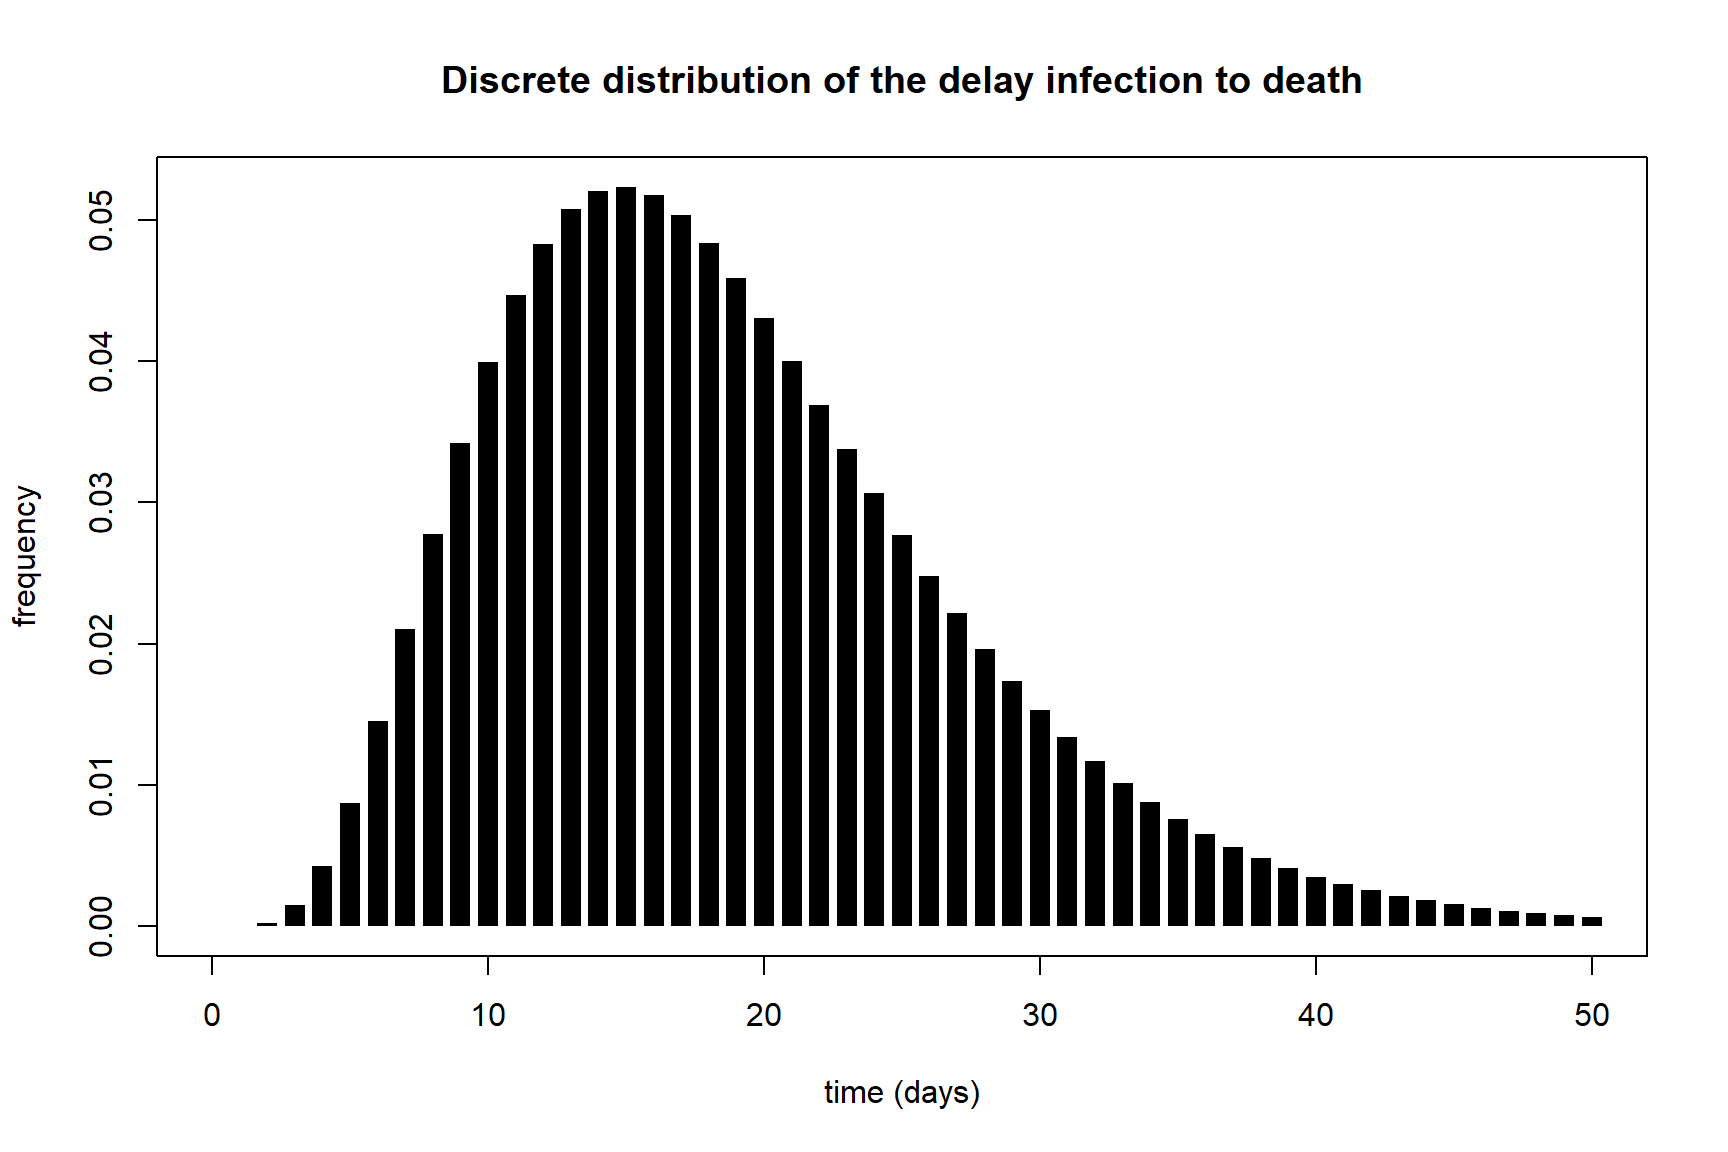 Discrete distribution of the delay infection to death
0.05
0.04
0.03
0.02
0.01
0.00
frequency
0 10 20 30 40 50
time (days)